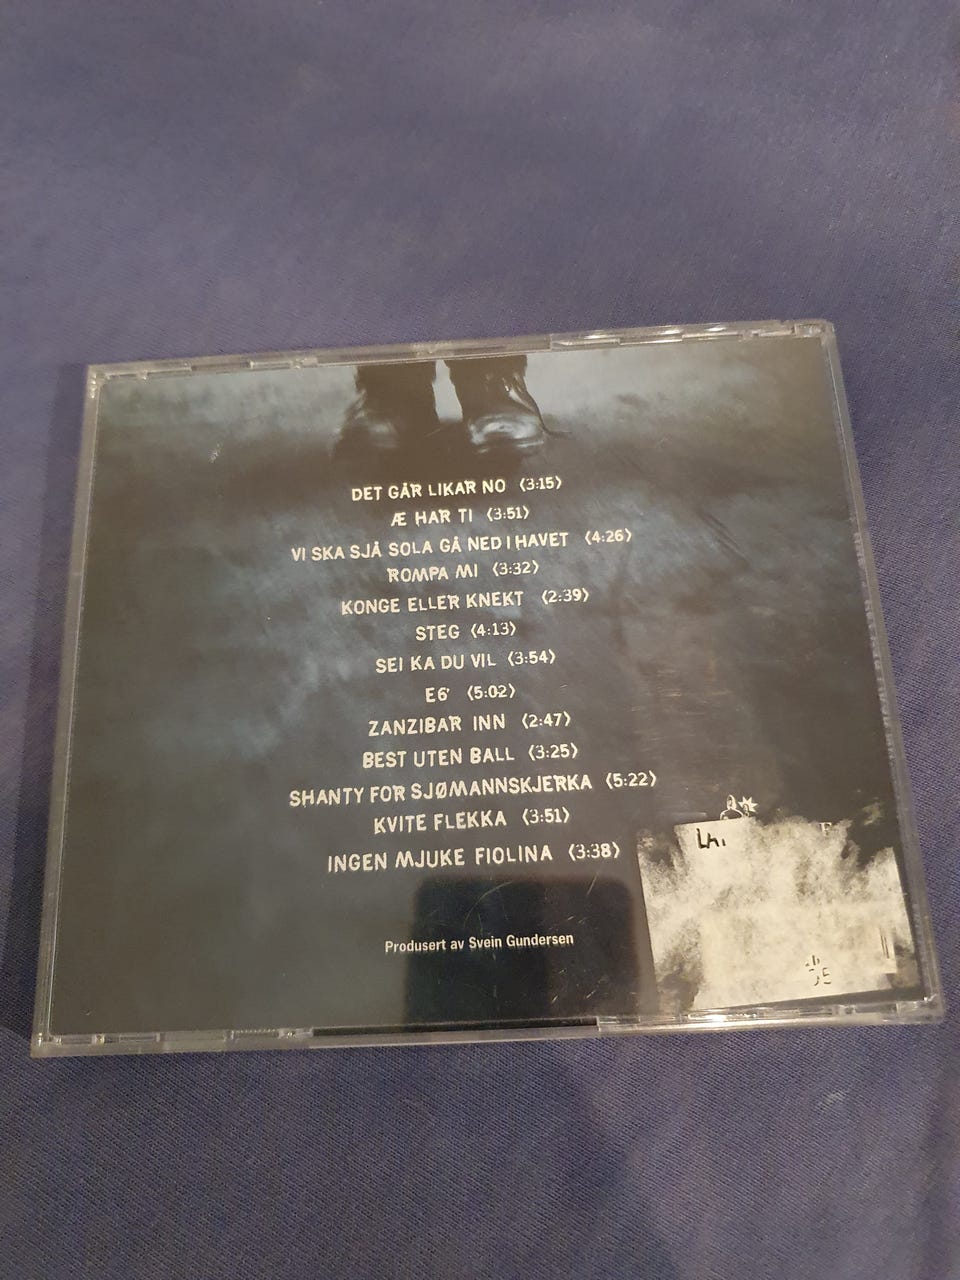 DET GÅR LIKAR NO (3:15)
Æ HAR TI (3:51)
VI SKA SJÅ SOLA GÅ NED I HAVET (4:26)
ROMPA MI (3:32)
KONGE ELLER KNEKT (2:39)
STEG (4:13)
SEI KA DU VIL (3:54)
E6' (5:02)
ZANZIBAR INN (2:47)
BEST UTEN BALL (3:25)
SHANTY FOR SJØMANNSKJERKA (5:22)
KVITE FLEKKA (3:51)
INGEN MJUKE FIOLINA (3:38)
Produsert av Svein Gundersen